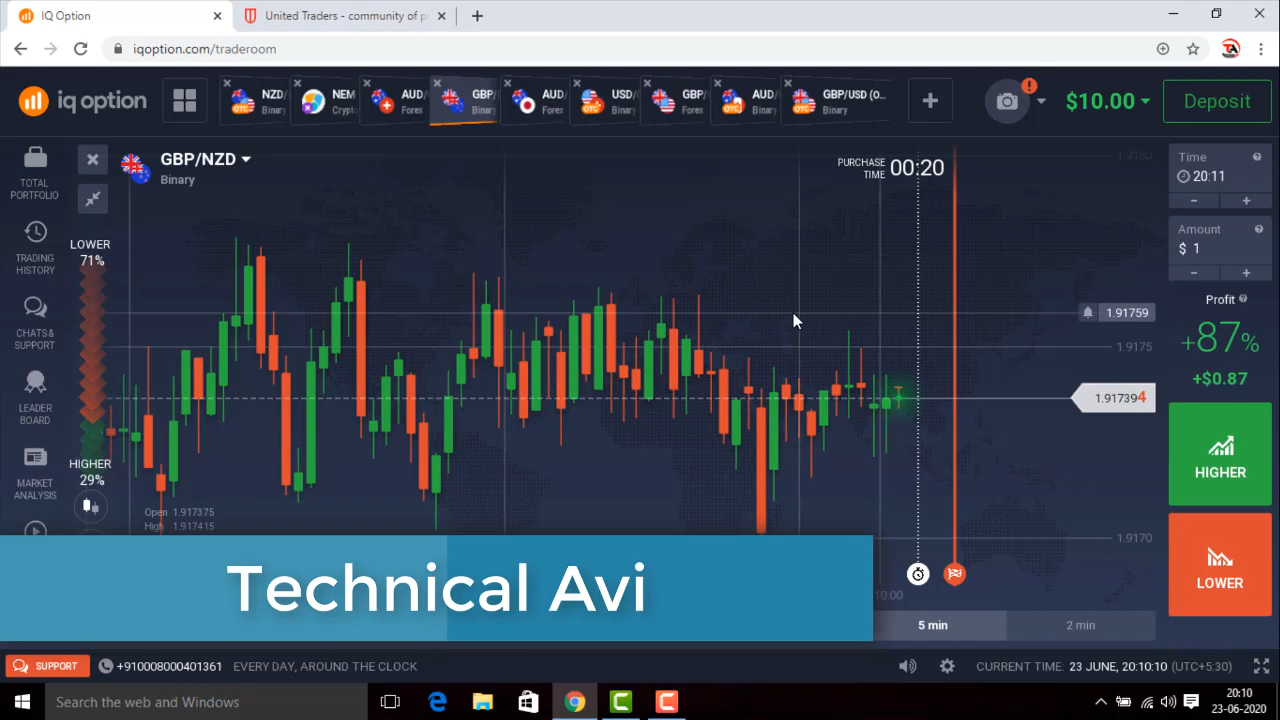 IQ Option
United Traders - community of p
iqoption.com/traderoom
iq option
NZD/
Binary
NEM
Crypto
AUD/
Forex
GBP/
Binary
AUD
Forex
USD/
Binary
GBP/
Forex
AUD/
Binary
GBP/USD (O...
Binary
$10.00
Deposit
TOTAL
PORTFOLIO
TRADING
HISTORY
CHATS &
SUPPORT
LEADER
BOARD
MARKET
ANALYSIS
GBP/NZD
Binary
LOWER
71%
HIGHER
29%
PURCHASE
TIME
00:20
1.9180
1.91759
1.9175
1.917394
1.9170
Open 1.917375
High 1.917415
10:00
5 min
2 min
Time
20:11
Amount
$ 1
Profit
+87%
+$0.87
HIGHER
LOWER
Technical Avi
SUPPORT
+910008000401361
EVERY DAY, AROUND THE CLOCK
CURRENT TIME: 23 JUNE, 20:10:10 (UTC+5:30)
Search the web and Windows
20:10
23-06-2020